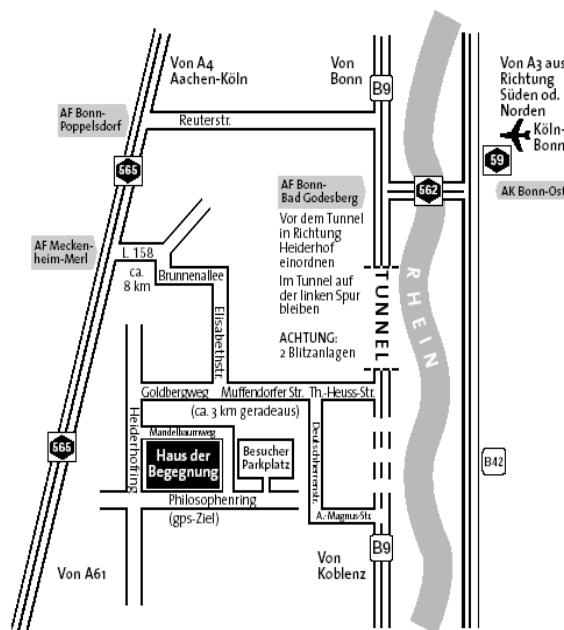 Von A4
Aachen-Köln
Von
Bonn
B9
Von A3 aus
Richtung
Süden od.
Norden
Köln-
Bonn
59
AF Bonn-
Poppelsdorf
Reuterstr.
565
AF Bonn-
Bad Godesberg
562
AK Bonn-Ost
Vor dem Tunnel
in Richtung
Heiderhof
einordnen
Im Tunnel auf
der linken Spur
bleiben
ACHTUNG:
2 Blitzanlagen
AF Mecken-
heim-Merl
L 158
ca.
8 km
Brunnenallee
Elisabethstr.
TUNNEL
RHEIN
Goldbergweg
Muffendorfer Str.
Th.-Heuss-Str.
(ca. 3 km geradeaus)
Heiderhofring
Mandelbaumweg
Haus der
Begegnung
Besucher
Parkplatz
Deutschherrenstr.
565
B42
Philosophenring
(gps-Ziel)
A.-Magnus-Str.
B9
Von A61
Von
Koblenz